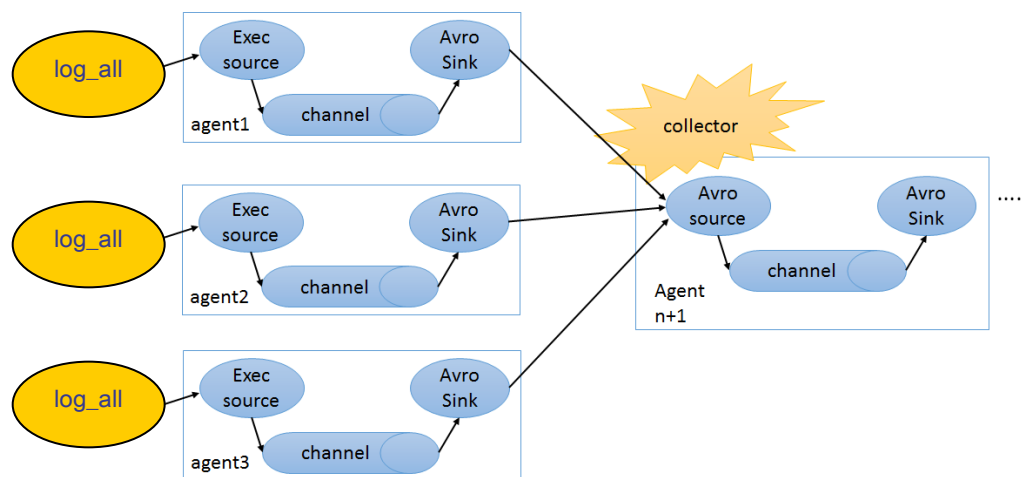 log_all
Exec
source
channel
Avro
Sink
agent1
log_all
Exec
source
channel
Avro
Sink
agent2
log_all
Exec
source
channel
Avro
Sink
agent3
collector
Avro
source
channel
Avro
Sink
Agent
n+1
....